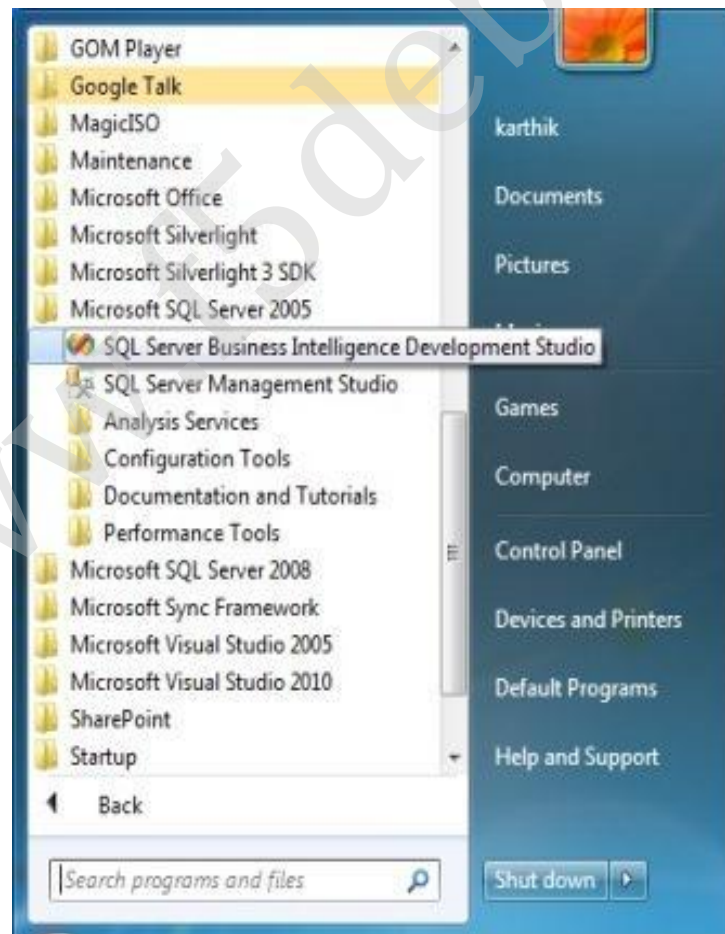 GOM Player
Google Talk
MagicISO
Maintenance
Microsoft Office
Microsoft Silverlight
Microsoft Silverlight 3 SDK
Microsoft SQL Server 2005
SQL Server Business Intelligence Development Studio
SQL Server Management Studio
Analysis Services
Configuration Tools
Documentation and Tutorials
Performance Tools
Microsoft SQL Server 2008
Microsoft Sync Framework
Microsoft Visual Studio 2005
Microsoft Visual Studio 2010
SharePoint
Startup
Back
Search programs and files
karthik
Documents
Pictures
Games
Computer
Control Panel
Devices and Printers
Default Programs
Help and Support
Shut down